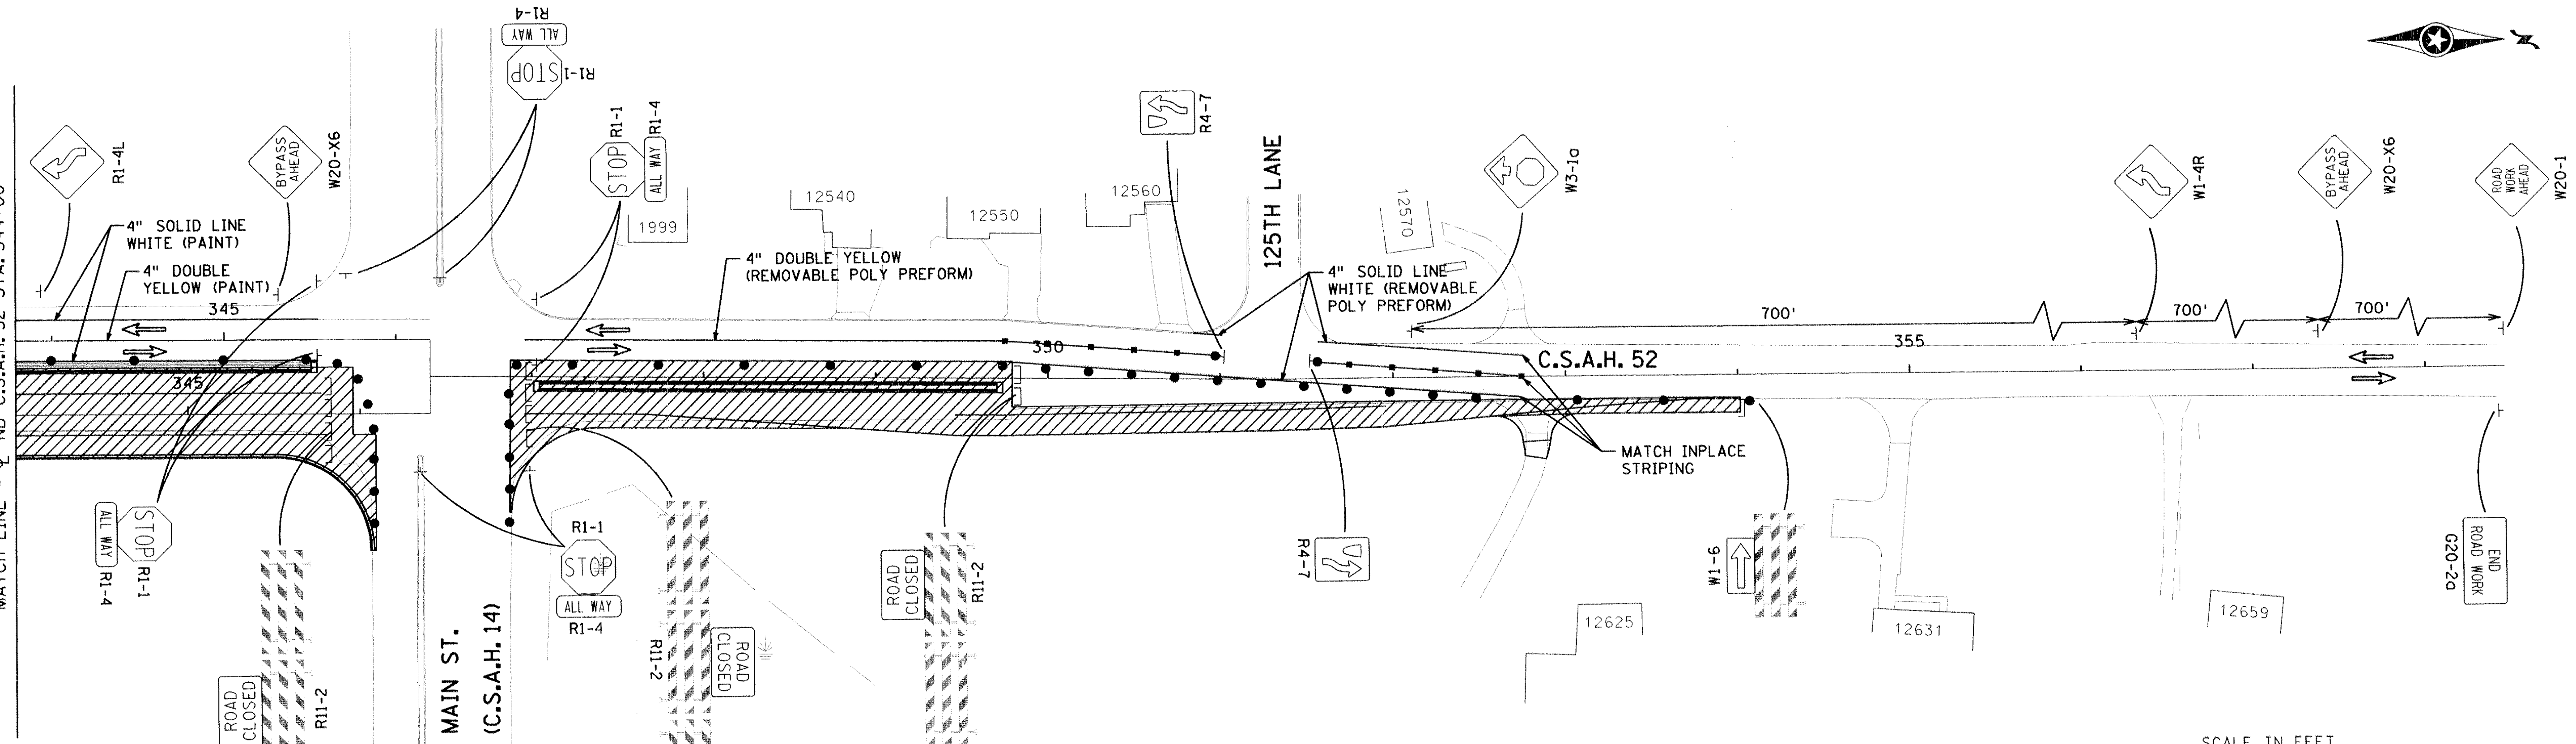 R1-4
ALL WAY
STOP
R1-1
R1-4L
BYPASS
AHEAD
W20-X6
STOP
R1-1
ALL WAY
R1-4
R4-7
125TH LANE
W3-1a
W1-4R
BYPASS
AHEAD
W20-X6
ROAD
WORK
AHEAD
W20-1
4" SOLID LINE
WHITE (PAINT)
4" DOUBLE
YELLOW (PAINT)
1999
12540
12550
12560
12570
4" DOUBLE YELLOW
(REMOVABLE POLY PREFORM)
4" SOLID LINE
WHITE (REMOVABLE
POLY PREFORM)
345
345
350
700'
700'
700'
355
C.S.A.H. 52
MATCH INPLACE
STRIPING
ALL WAY
R1-4
STOP
R1-1
ROAD
CLOSED
R11-2
MAIN ST.
(C.S.A.H. 14)
R1-1
STOP
ALL WAY
R1-4
R11-2
ROAD
CLOSED
ROAD
CLOSED
R11-2
R4-7
W1-6
12625
12631
12659
END
ROAD WORK
G20-2a
SCALE IN FEET